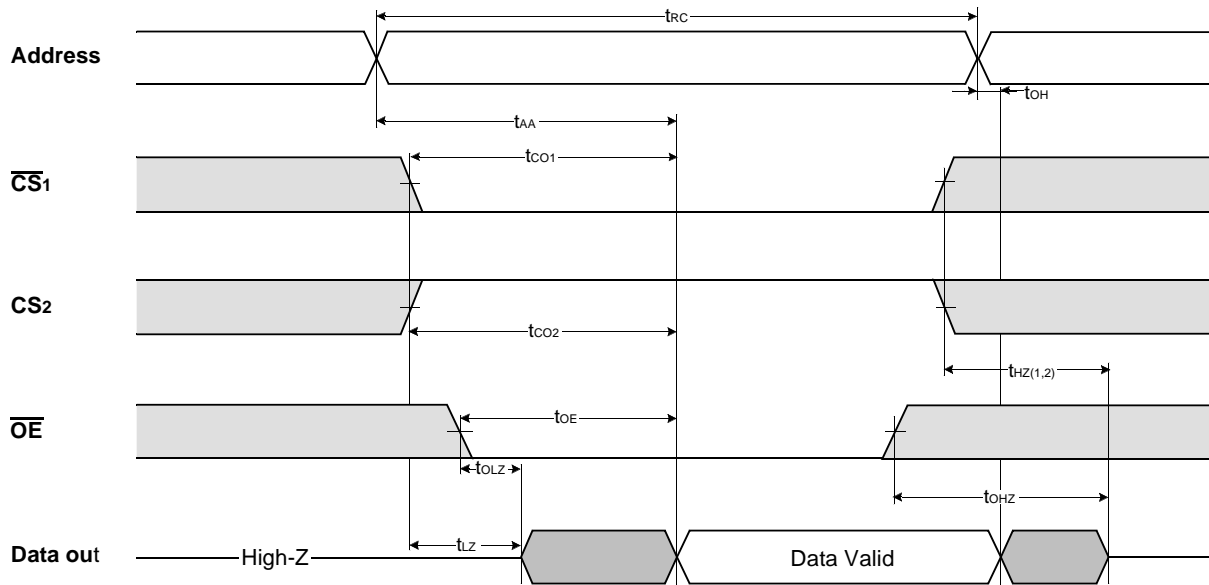 tRC
Address
tOH
tAA
tCO1
CS1
CS2
tCO2
tHZ(1,2)
tOE
OE
tOLZ
tOHZ
tLZ
Data out
High-Z
Data Valid